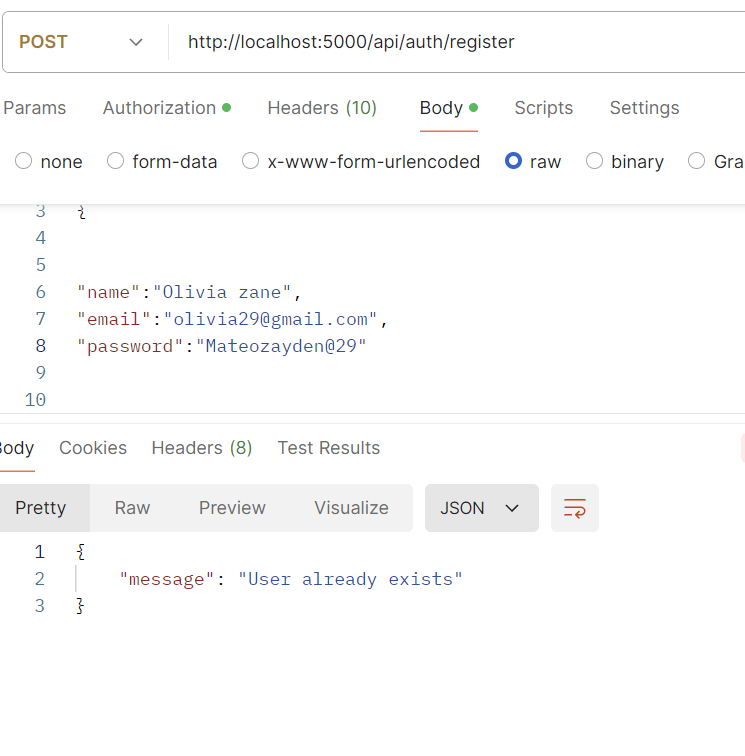 POST http://localhost:5000/api/auth/register
Params Authorization Headers (10) Body Scripts Settings
none form-data x-www-form-urlencoded raw binary Gra
3 {
4
5
6 "name":"Olivia zane",
7 "email":"olivia29@gmail.com",
8 "password":"Mateozayden@29"
9
10
Body Cookies Headers (8) Test Results
Pretty Raw Preview Visualize JSON
1 {
2 "message": "User already exists"
3 }